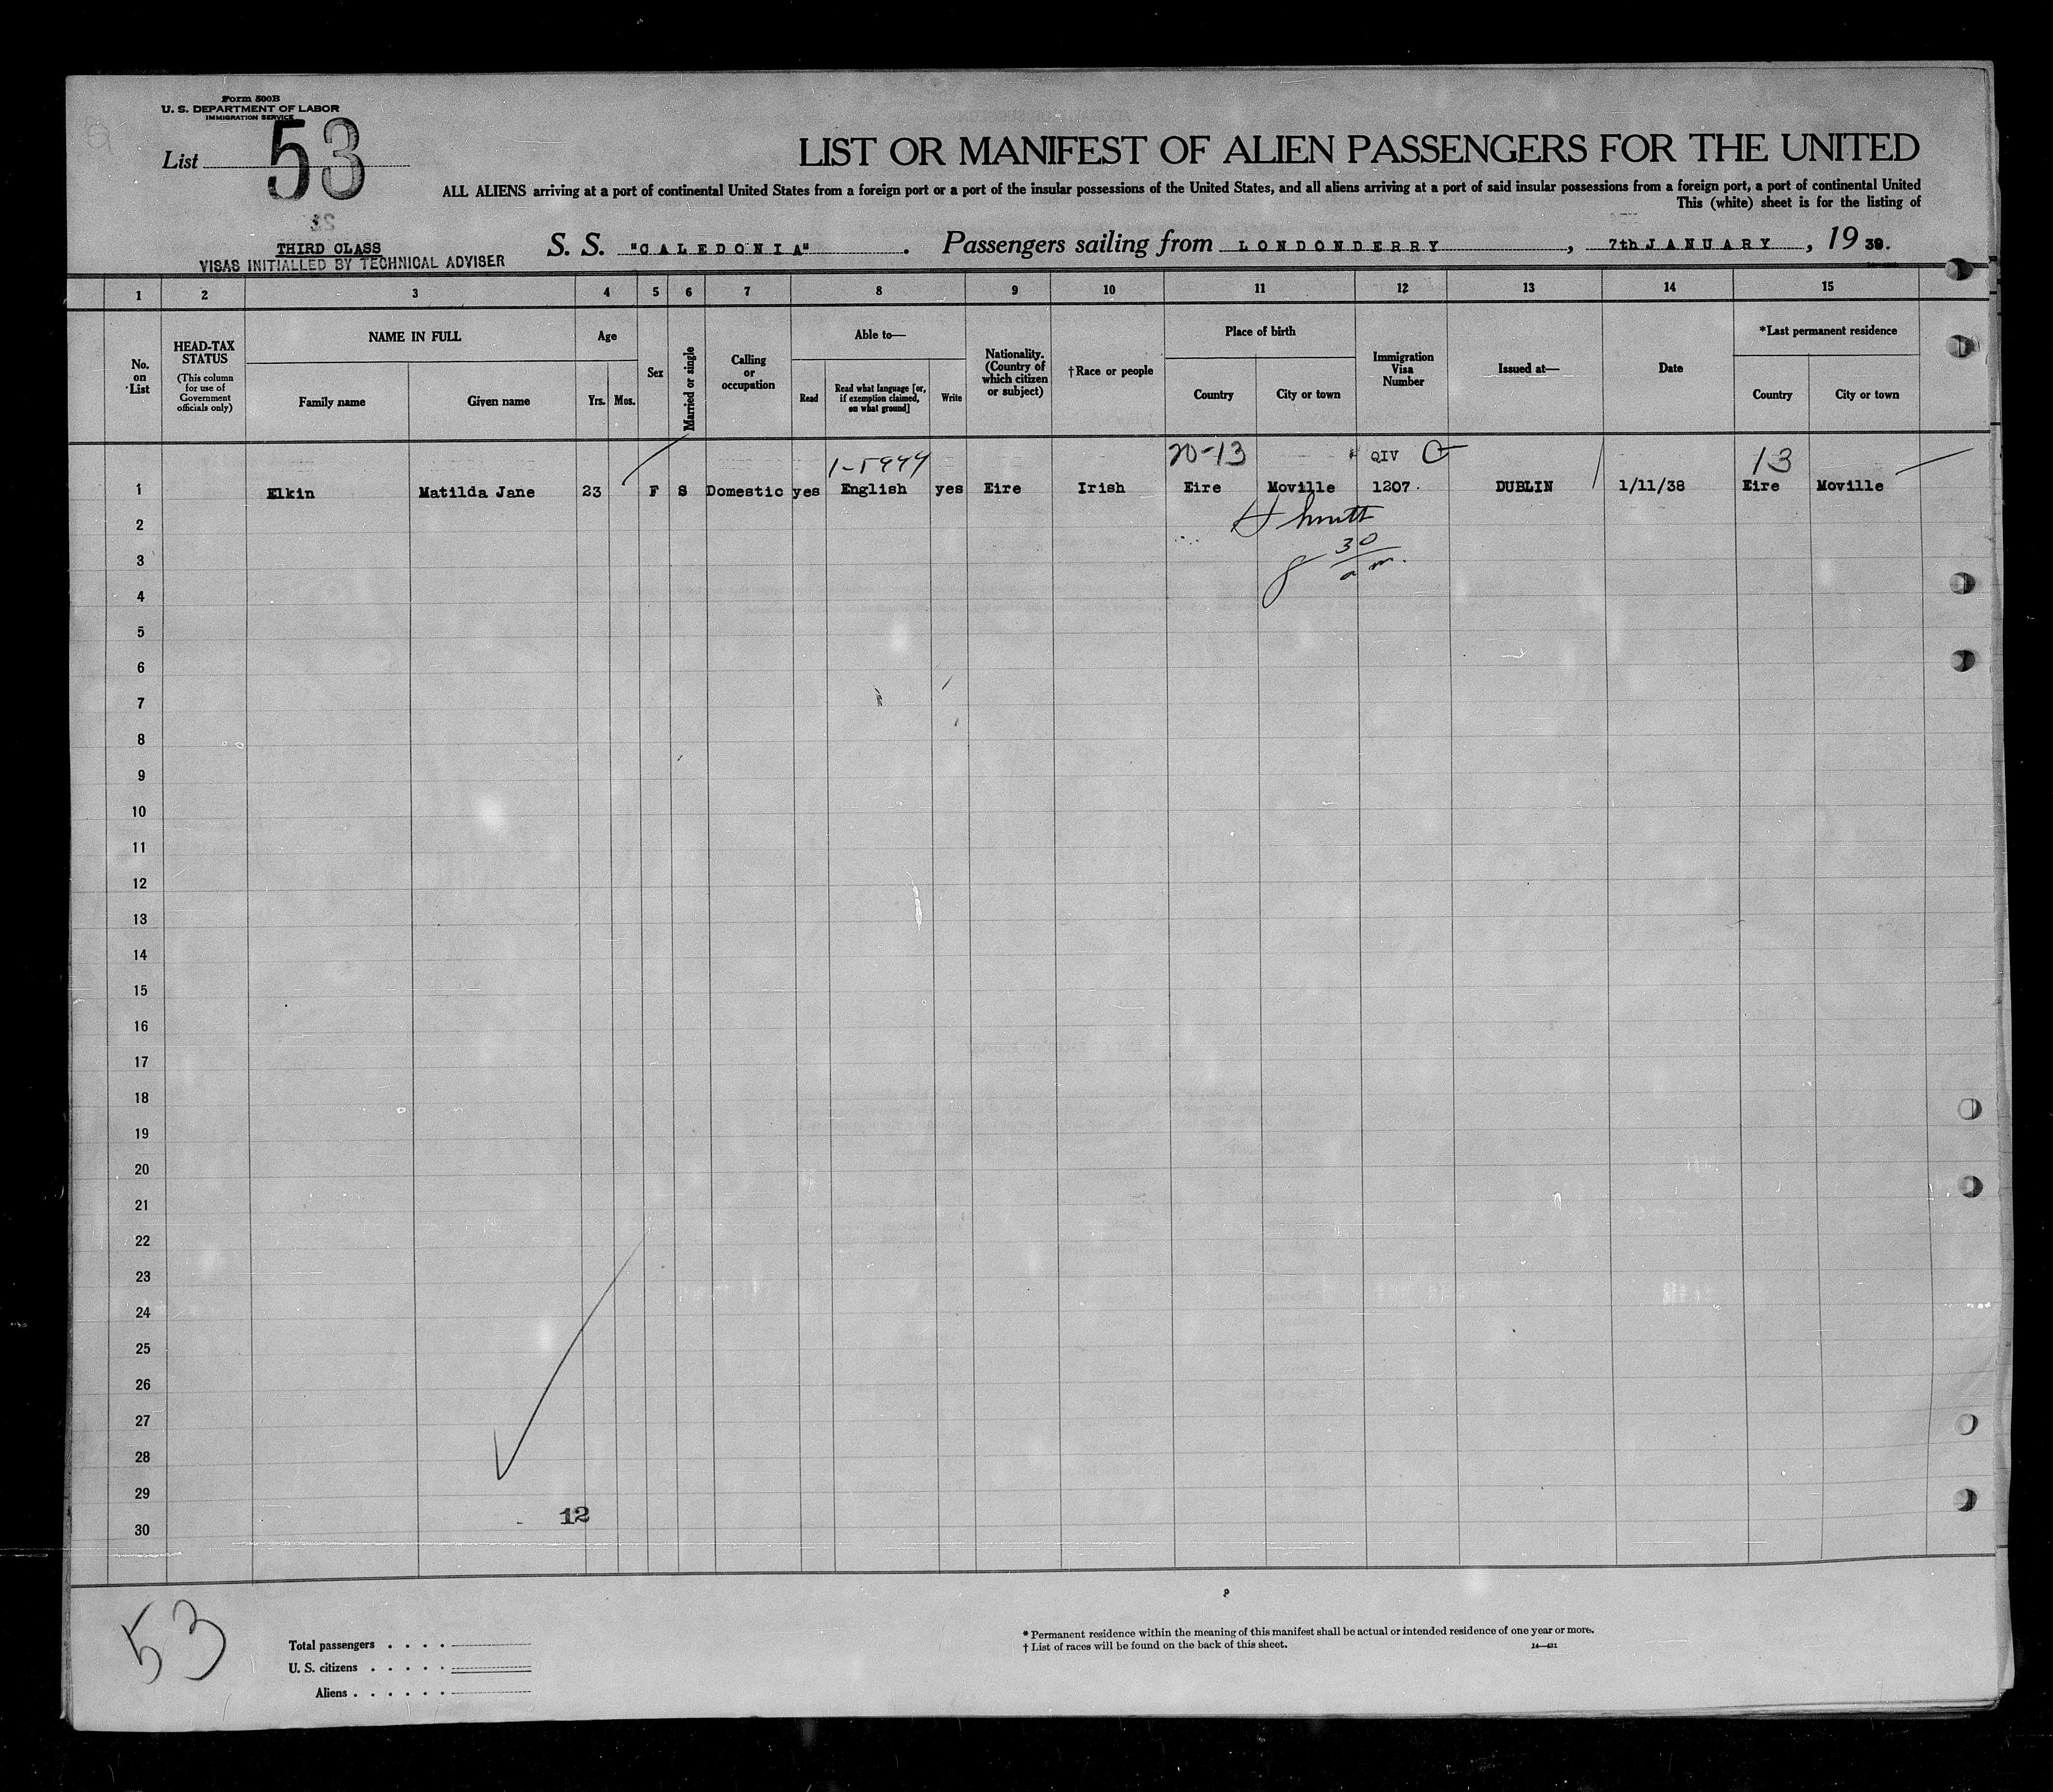 Form 500B
U. S. DEPARTMENT OF LABOR
IMMIGRATION SERVICE
List 53
LIST OR MANIFEST OF ALIEN PASSENGERS FOR THE UNITED
ALL ALIENS arriving at a port of continental United States from a foreign port or a port of the insular possessions of the United States, and all aliens arriving at a port of said insular possessions from a foreign port, a port of continental United
This (white) sheet is for the listing of
THIRD CLASS
VISAS INITIALLED BY TECHNICAL ADVISER
S. S. "CALEDONIA". Passengers sailing from LONDONDERRY, 7th JANUARY, 19 39.
1 2 3 4 5 6 7 8 9 10 11 12 13 14 15
No. on List
HEAD-TAX STATUS
(This column for use of Government officials only)
NAME IN FULL
Family name Given name
Age
Yrs. Mos.
Sex
Married or single
Calling or occupation
Able to—
Read
Read what language [or, if exemption claimed, on what ground]
Write
Nationality. (Country of which citizen or subject)
†Race or people
Place of birth
Country City or town
Immigration Visa Number
Issued at—
Date
*Last permanent residence
Country City or town
20-13 QIV 13
1 Elkin Matilda Jane 23 F S Domestic yes English yes Eire Irish Eire Moville 1207 DUBLIN 1/11/38 Eire Moville
2
3
8 30 a m.
4
5
6
7
8
9
10
11
12
13
14
15
16
17
18
19
20
21
22
23
24
25
26
27
28
29
12
30
53
Total passengers . . . .
U. S. citizens . . . . .
Aliens . . . . . .
* Permanent residence within the meaning of this manifest shall be actual or intended residence of one year or more.
† List of races will be found on the back of this sheet.
14—431